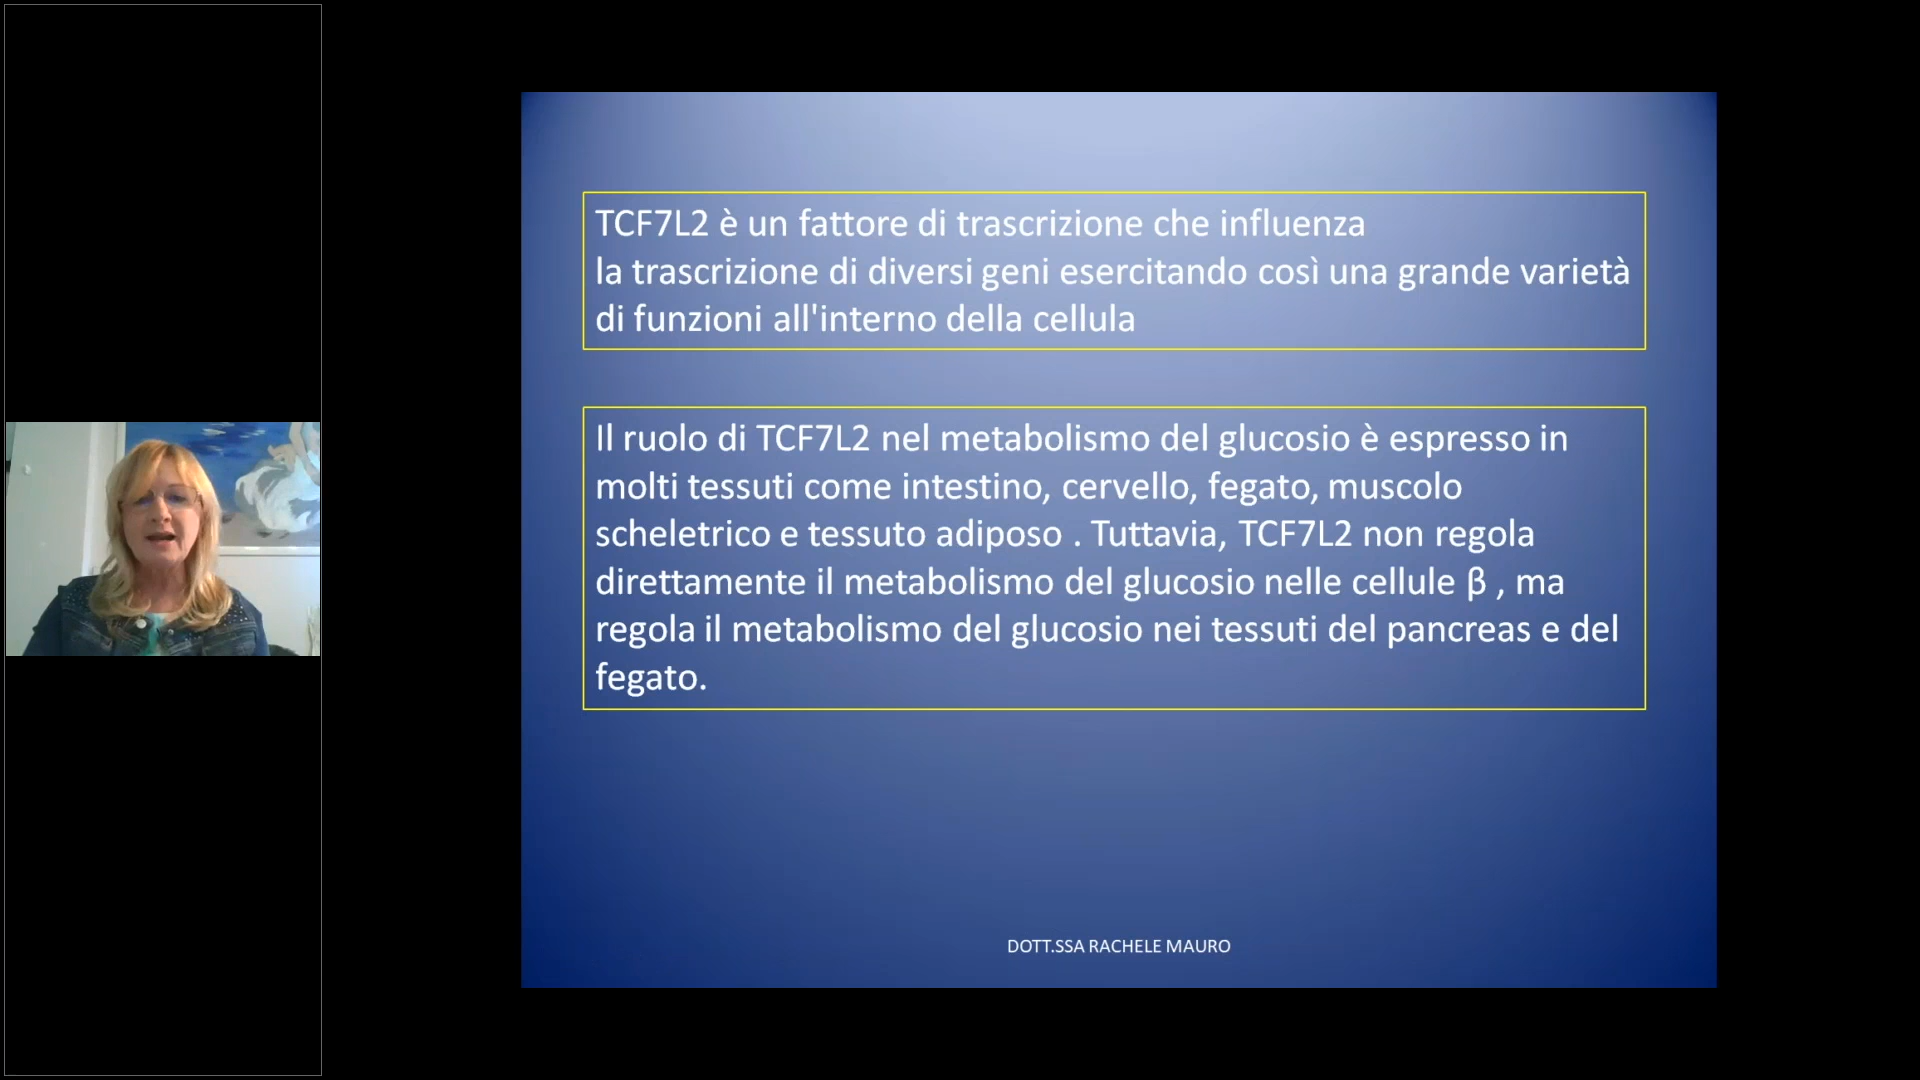 TCF7L2 è un fattore di trascrizione che influenza
la trascrizione di diversi geni esercitando così una grande varietà
di funzioni all'interno della cellula
Il ruolo di TCF7L2 nel metabolismo del glucosio è espresso in
molti tessuti come intestino, cervello, fegato, muscolo
scheletrico e tessuto adiposo . Tuttavia, TCF7L2 non regola
direttamente il metabolismo del glucosio nelle cellule β , ma
regola il metabolismo del glucosio nei tessuti del pancreas e del
fegato.
DOTT.SSA RACHELE MAURO